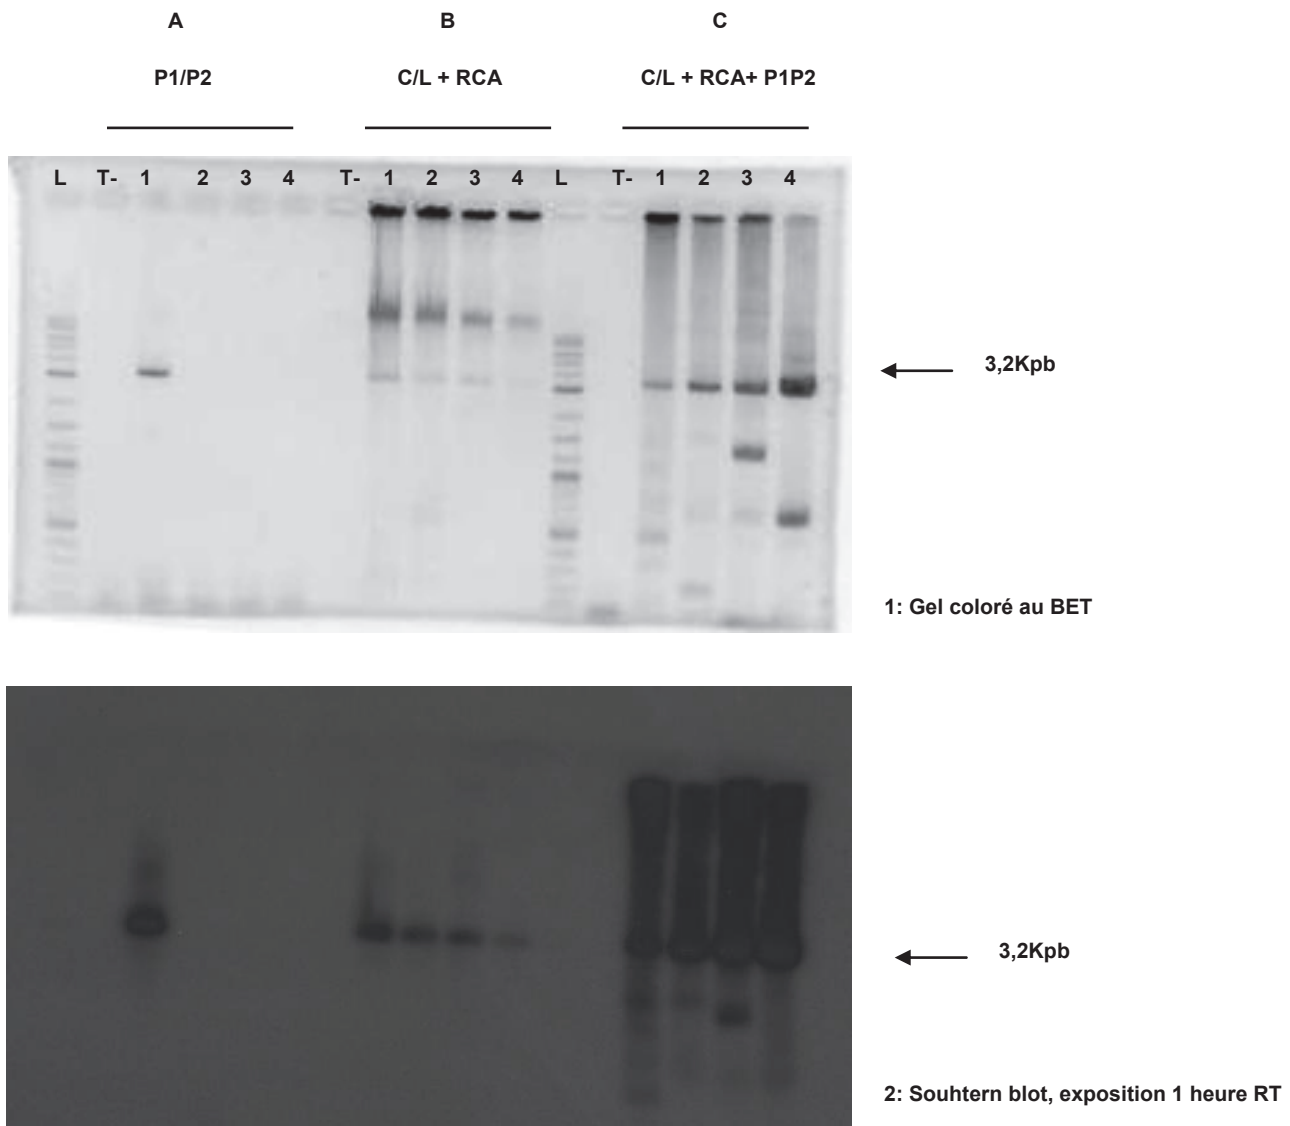 A B C
P1/P2 C/L + RCA C/L + RCA+ P1P2
L T- 1 2 3 4 T- 1 2 3 4 L T- 1 2 3 4
3,2Kpb
1: Gel coloré au BET
3,2Kpb
2: Souhtern blot, exposition 1 heure RT